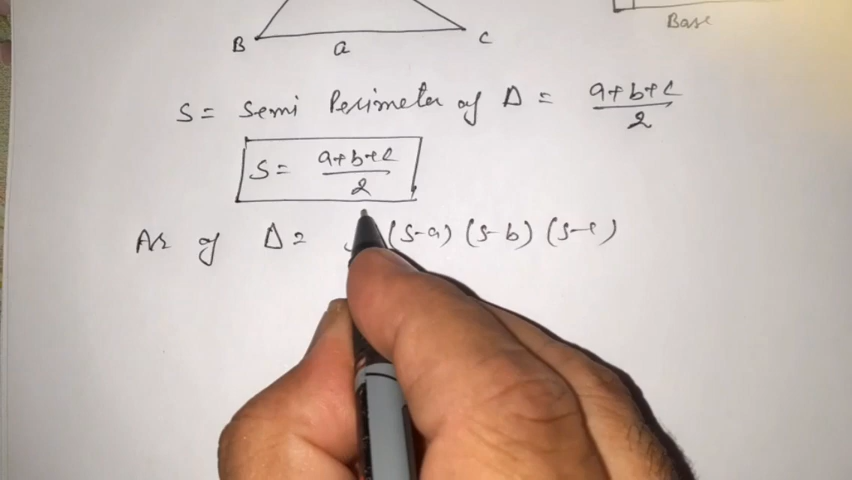 B a C
Base
S = Semi Perimeter of Δ = a+b+c/2
S = a+b+c/2
Ar of Δ = (s-a) (s-b) (s-c)